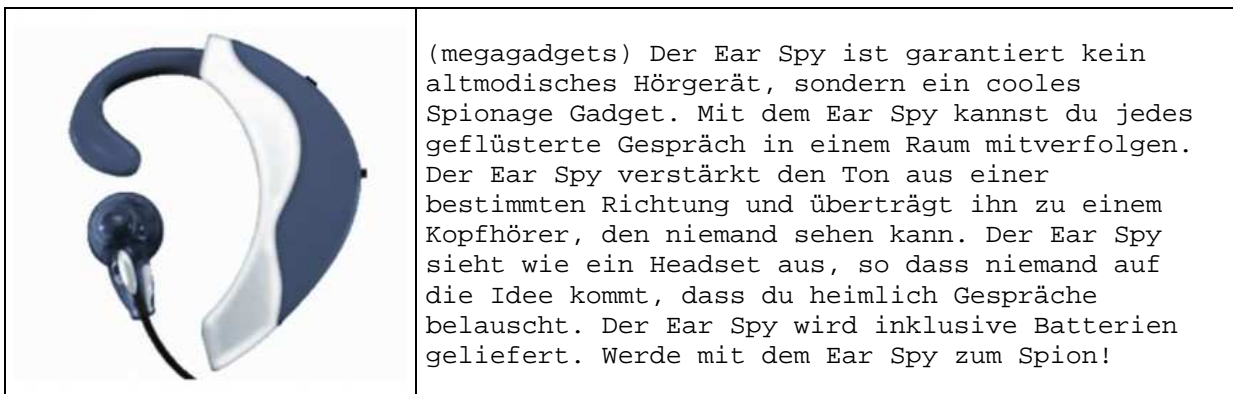 (megagadgets) Der Ear Spy ist garantiert kein
altmodisches Hörgerät, sondern ein cooles
Spionage Gadget. Mit dem Ear Spy kannst du jedes
geflüsterte Gespräch in einem Raum mitverfolgen.
Der Ear Spy verstärkt den Ton aus einer
bestimmten Richtung und überträgt ihn zu einem
Kopfhörer, den niemand sehen kann. Der Ear Spy
sieht wie ein Headset aus, so dass niemand auf
die Idee kommt, dass du heimlich Gespräche
belauscht. Der Ear Spy wird inklusive Batterien
geliefert. Werde mit dem Ear Spy zum Spion!